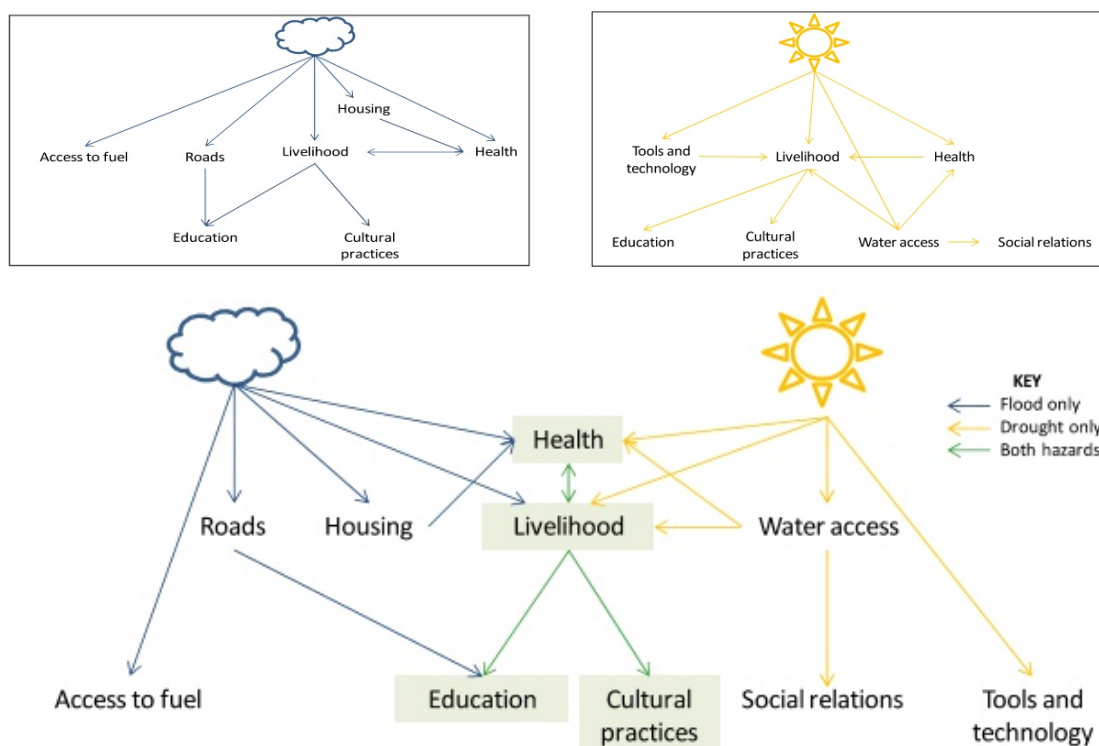 Housing
Access to fuel
Roads
Livelihood
Health
Education
Cultural
practices
Tools and
technology
Livelihood
Health
Education
Cultural
practices
Water access
Social relations
KEY
Flood only
Drought only
Both hazards
Health
Roads
Housing
Livelihood
Water access
Access to fuel
Education
Cultural
practices
Social relations
Tools and
technology